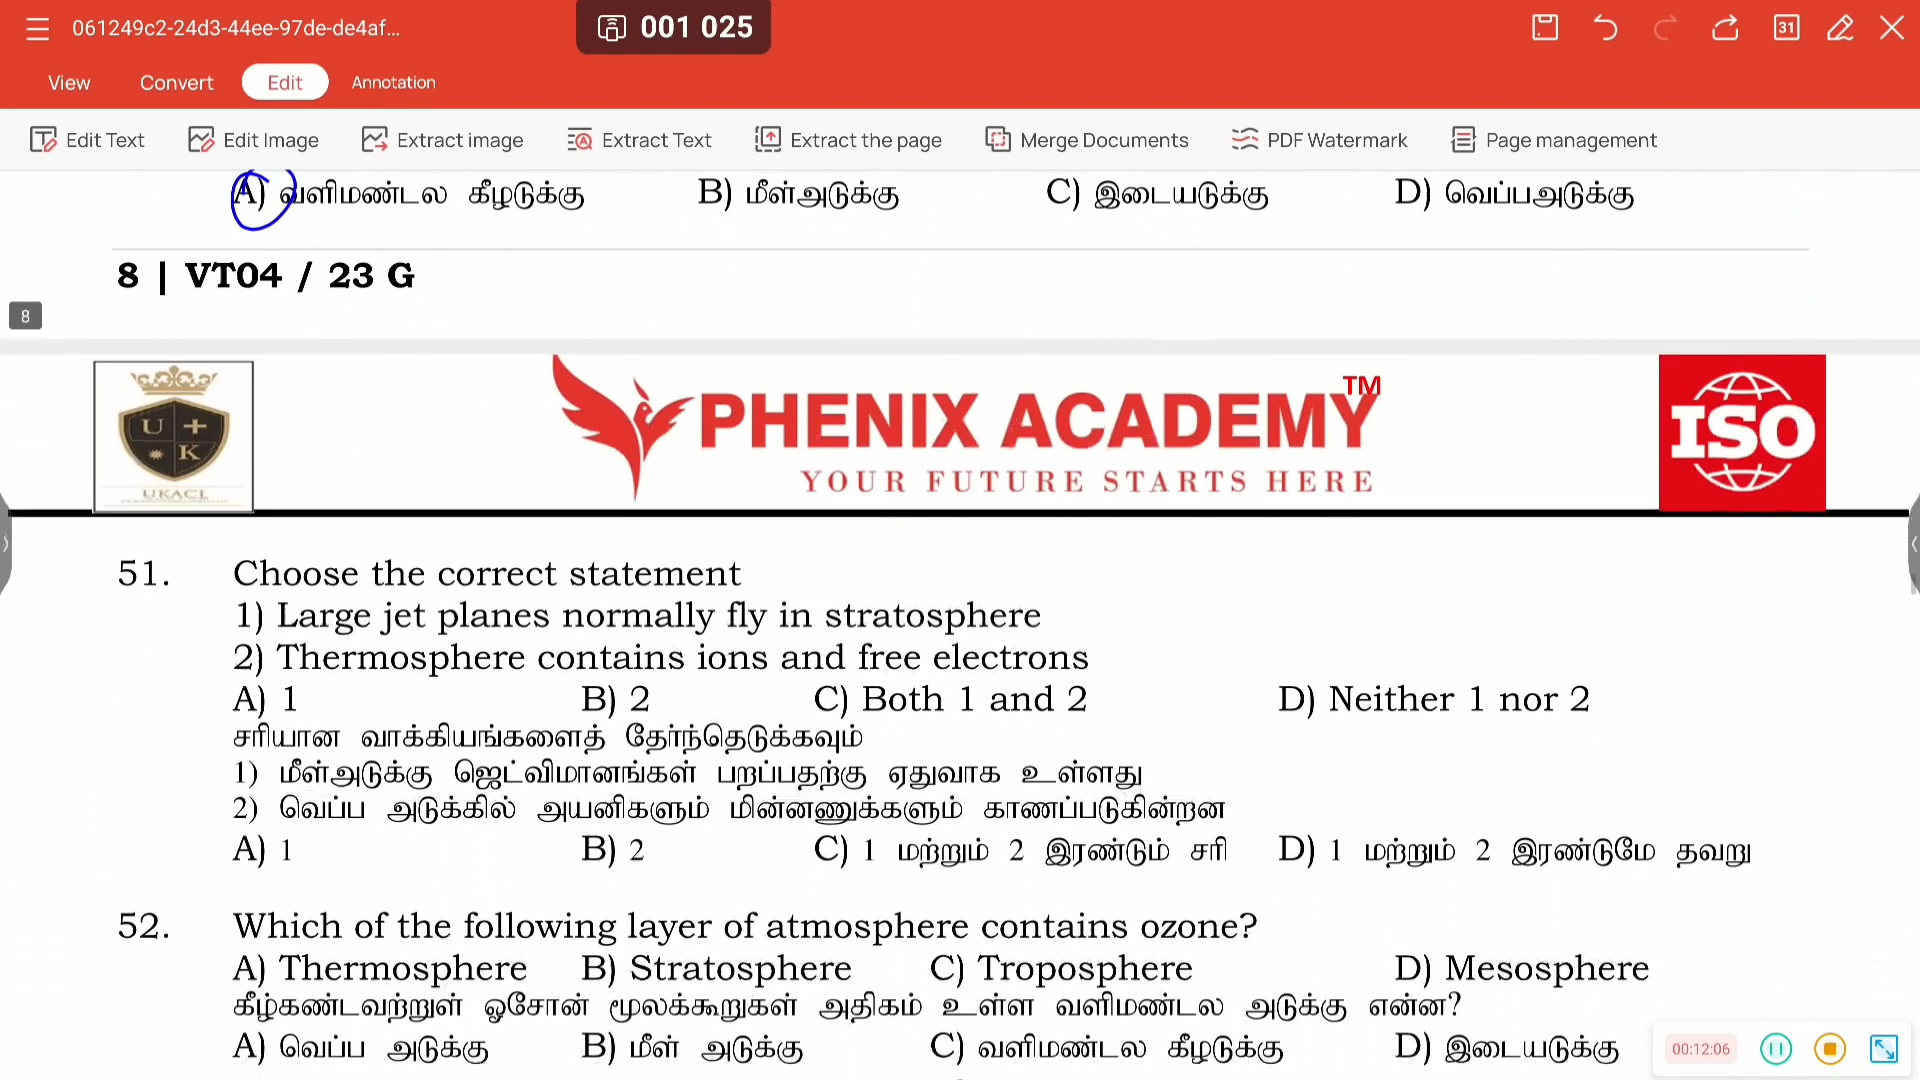 061249c2-24d3-44ee-97de-de4af...
001 025
31
View Convert Edit Annotation
Edit Text Edit Image Extract image Extract Text Extract the page Merge Documents PDF Watermark Page management
A) வளிமண்டல கீழடுக்கு B) மீள்அடுக்கு C) இடையடுக்கு D) வெப்பஅடுக்கு
8 | VT04 / 23 G
8
U + K
UKACL
PHENIX ACADEMY TM
YOUR FUTURE STARTS HERE
ISO
51. Choose the correct statement
1) Large jet planes normally fly in stratosphere
2) Thermosphere contains ions and free electrons
A) 1 B) 2 C) Both 1 and 2 D) Neither 1 nor 2
சரியான வாக்கியங்களைத் தேர்ந்தெடுக்கவும்
1) மீள்அடுக்கு ஜெட்விமானங்கள் பறப்பதற்கு ஏதுவாக உள்ளது
2) வெப்ப அடுக்கில் அயனிகளும் மின்னணுக்களும் காணப்படுகின்றன
A) 1 B) 2 C) 1 மற்றும் 2 இரண்டும் சரி D) 1 மற்றும் 2 இரண்டுமே தவறு
52. Which of the following layer of atmosphere contains ozone?
A) Thermosphere B) Stratosphere C) Troposphere D) Mesosphere
கீழ்கண்டவற்றுள் ஓசோன் மூலக்கூறுகள் அதிகம் உள்ள வளிமண்டல அடுக்கு என்ன?
A) வெப்ப அடுக்கு B) மீள் அடுக்கு C) வளிமண்டல கீழடுக்கு D) இடையடுக்கு
00:12:06